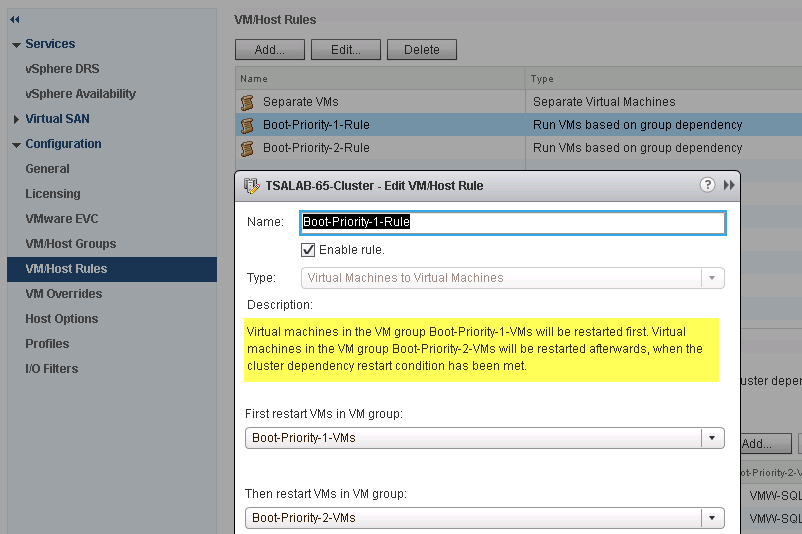 VM/Host Rules
Services
vSphere DRS
vSphere Availability
Virtual SAN
Configuration
General
Licensing
VMware EVC
VM/Host Groups
VM/Host Rules
VM Overrides
Host Options
Profiles
I/O Filters
Add... Edit... Delete
Name Type
Separate VMs Separate Virtual Machines
Boot-Priority-1-Rule Run VMs based on group dependency
Boot-Priority-2-Rule Run VMs based on group dependency
TSALAB-65-Cluster - Edit VM/Host Rule ?
Name: Boot-Priority-1-Rule
Enable rule.
Type: Virtual Machines to Virtual Machines
Description:
Virtual machines in the VM group Boot-Priority-1-VMs will be restarted first. Virtual
machines in the VM group Boot-Priority-2-VMs will be restarted afterwards, when the
cluster dependency restart condition has been met.
First restart VMs in VM group:
Boot-Priority-1-VMs
Then restart VMs in VM group:
Boot-Priority-2-VMs
uster depe
Add...
ot-Priority-2-V
VMW-SQL
VMW-SQL